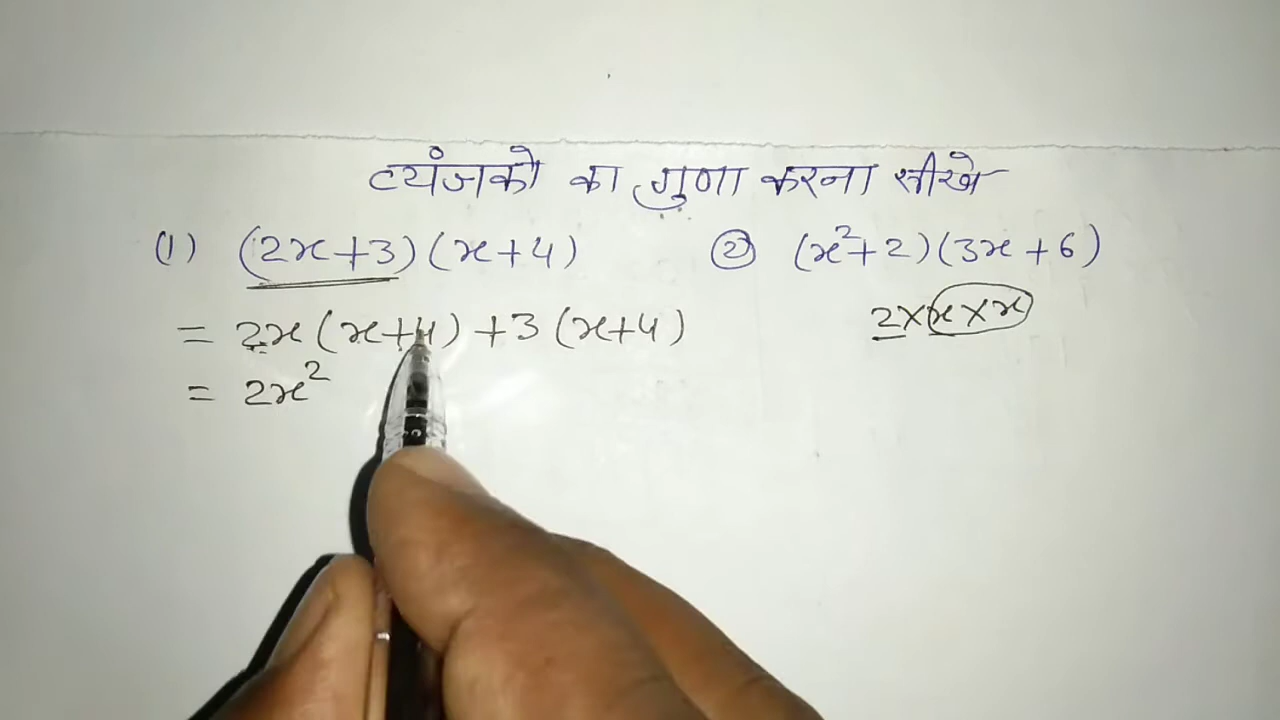 व्यंजको का गुणा करना सीखे
(1) (2x+3)(x+4) ② (x²+2)(3x+6)
= 2x(x+4)+3(x+4) 2×x×x
= 2x²